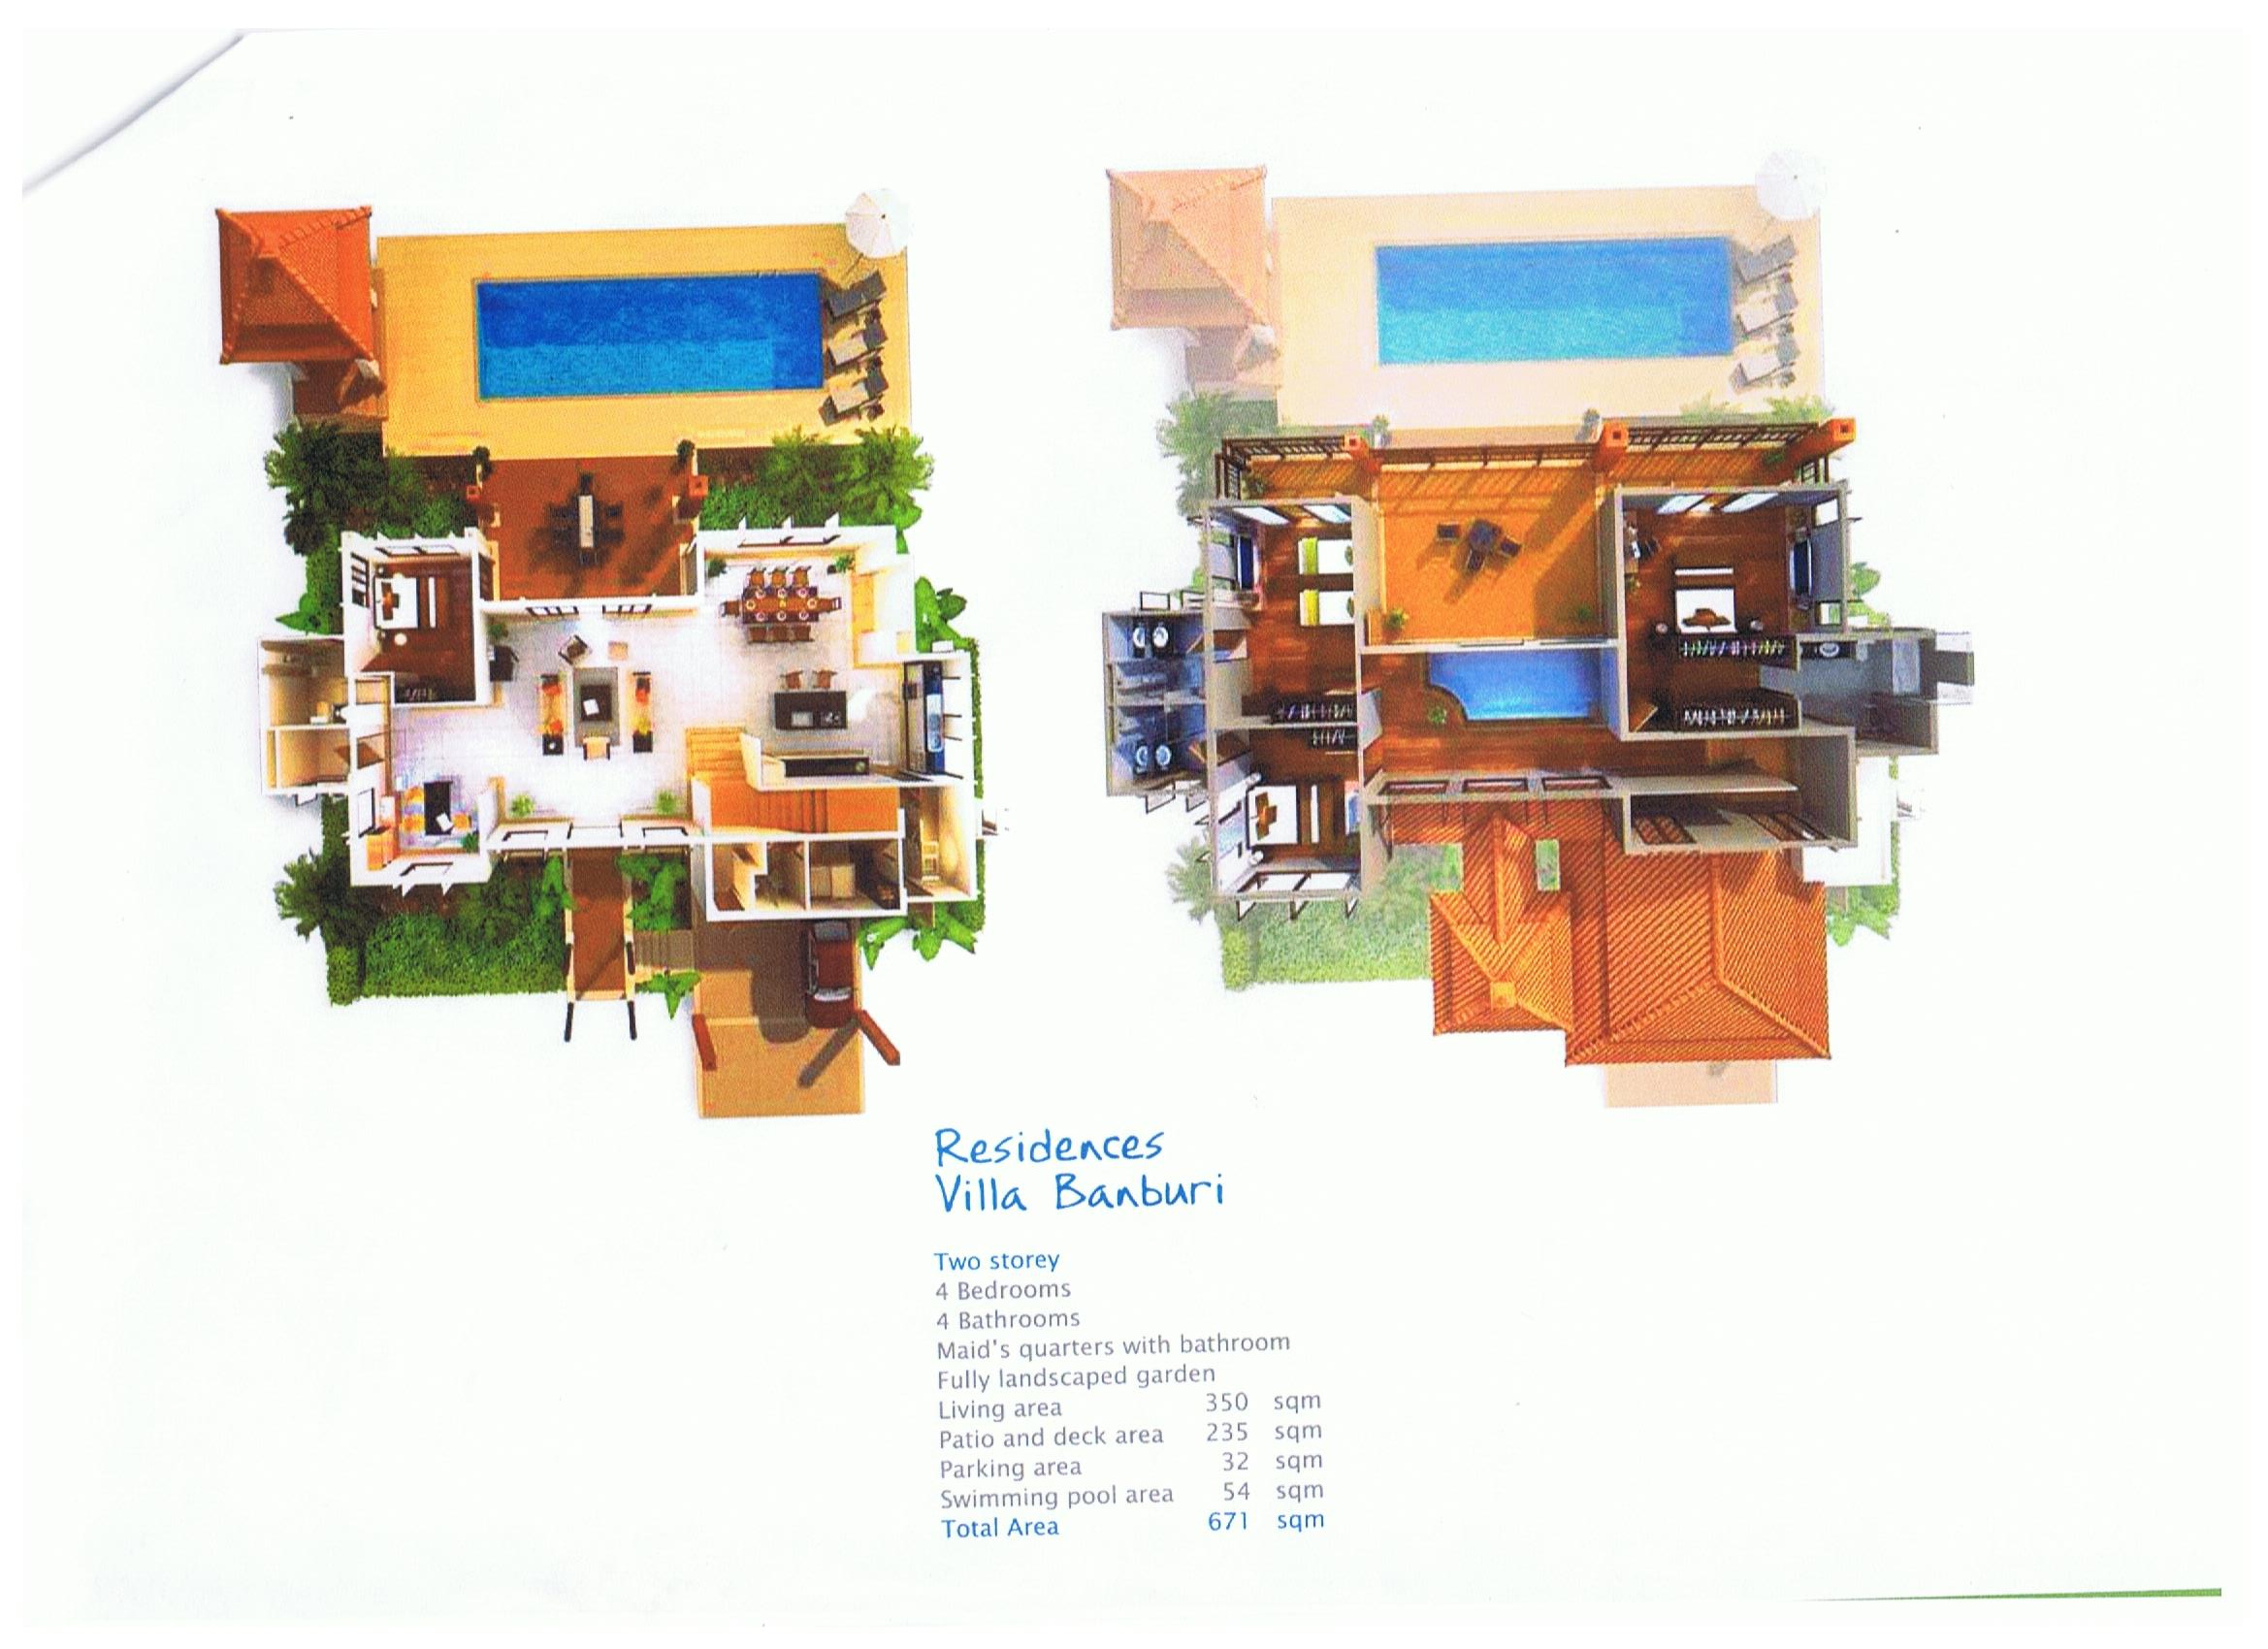 Residences
Villa Banburi
Two storey
4 Bedrooms
4 Bathrooms
Maid's quarters with bathroom
Fully landscaped garden
Living area 350 sqm
Patio and deck area 235 sqm
Parking area 32 sqm
Swimming pool area 54 sqm
Total Area 671 sqm